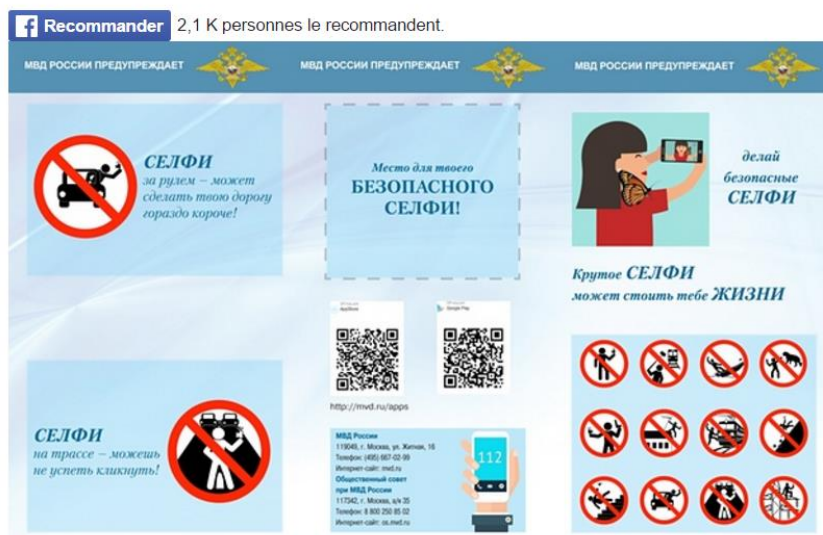 Recommander 2,1 K personnes le recommandent.
МВД РОССИИ ПРЕДУПРЕЖДАЕТ
СЕЛФИ
за рулем – может
сделать твою дорогу
гораздо короче!
СЕЛФИ
на трассе – можешь
не успеть кликнуть!
МВД РОССИИ ПРЕДУПРЕЖДАЕТ
Место для твоего
БЕЗОПАСНОГО
СЕЛФИ!
AppStore
Google Play
http://mvd.ru/apps
МВД России
119049, г. Москва, ул. Житная, 16
Телефон: (495) 667-02-99
Интернет-сайт: mvd.ru
Общественный совет
при МВД России
117342, г. Москва, а/я 35
Телефон: 8 800 250 85 02
Интернет-сайт: os.mvd.ru
112
МВД РОССИИ ПРЕДУПРЕЖДАЕТ
делай
безопасные
СЕЛФИ
Крутое СЕЛФИ
может стоить тебе ЖИЗНИ